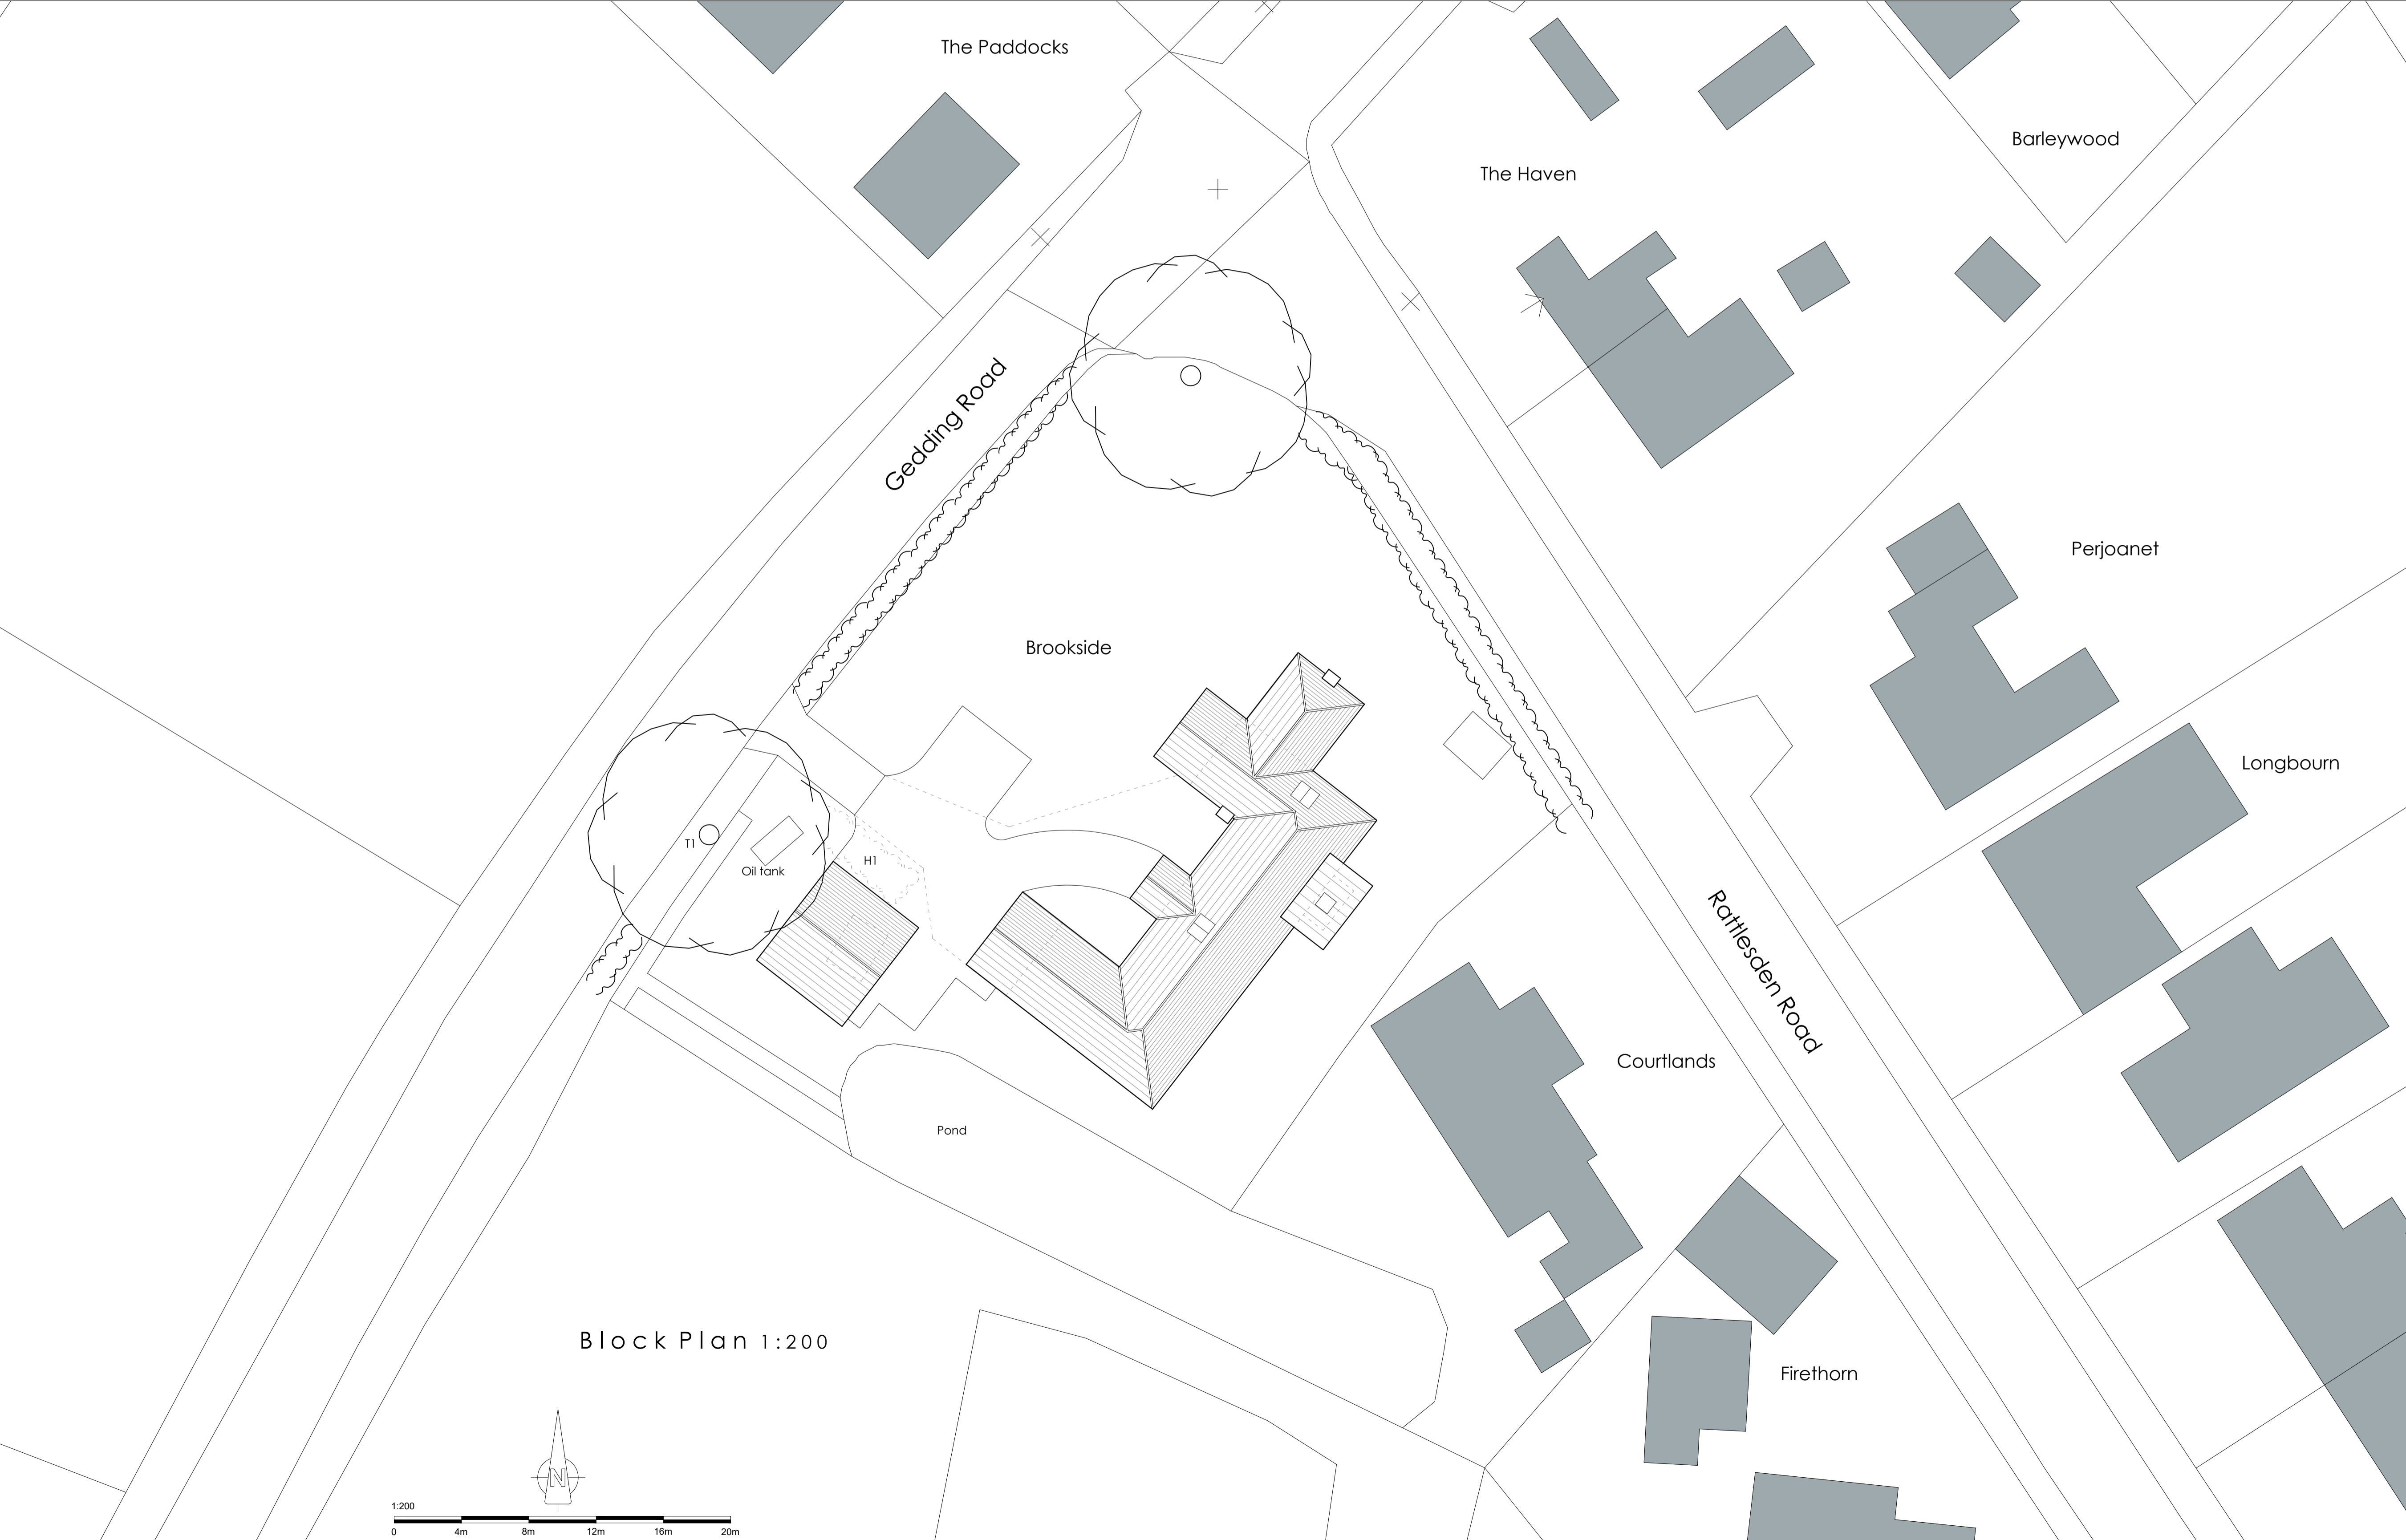 The Paddocks
Barleywood
The Haven
Gedding Road
Perjoanet
Brookside
Longbourn
T1
Oil tank
H1
Rattlesden Road
Courtlands
Pond
Block Plan 1:200
Firethorn
N
1:200
0 4m 8m 12m 16m 20m